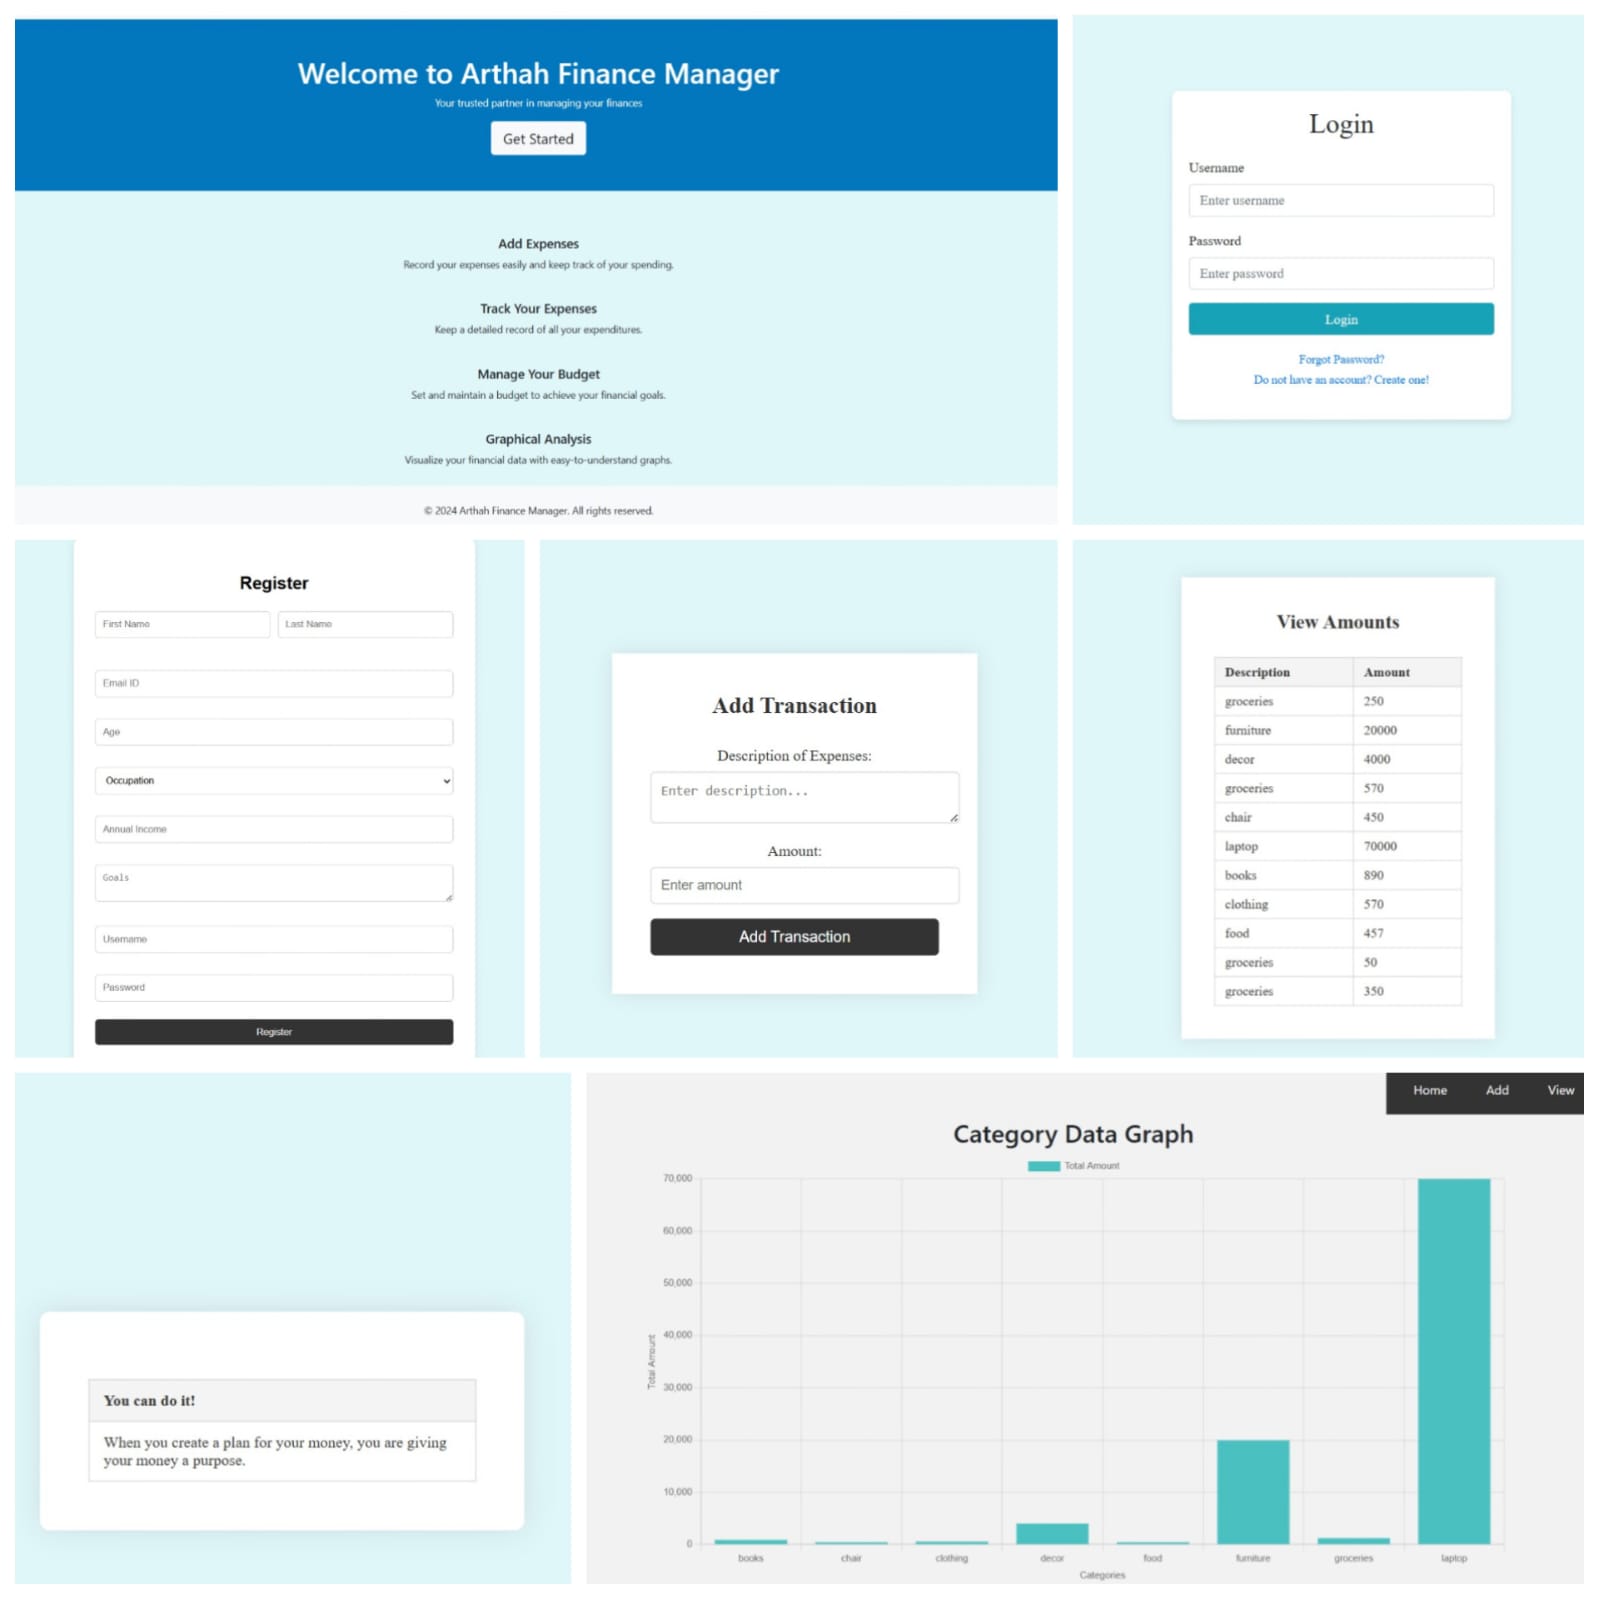 Welcome to Arthah Finance Manager
Your trusted partner in managing your finances
Get Started
Add Expenses
Record your expenses easily and keep track of your spending.
Track Your Expenses
Keep a detailed record of all your expenditures.
Manage Your Budget
Set and maintain a budget to achieve your financial goals.
Graphical Analysis
Visualize your financial data with easy-to-understand graphs.
© 2024 Arthah Finance Manager. All rights reserved.
Login
Username
Enter username
Password
Enter password
Login
Forgot Password?
Do not have an account? Create one!
Register
First Name Last Name
Email ID
Age
Occupation
Annual Income
Goals
Username
Password
Register
Add Transaction
Description of Expenses:
Enter description...
Amount:
Enter amount
Add Transaction
View Amounts
Description Amount
groceries 250
furniture 20000
decor 4000
groceries 570
chair 450
laptop 70000
books 890
clothing 570
food 457
groceries 50
groceries 350
You can do it!
When you create a plan for your money, you are giving
your money a purpose.
Home Add View
Category Data Graph
Total Amount
70,000
60,000
50,000
40,000
30,000
20,000
10,000
0
Total Amount
books chair clothing decor food furniture groceries laptop
Categories